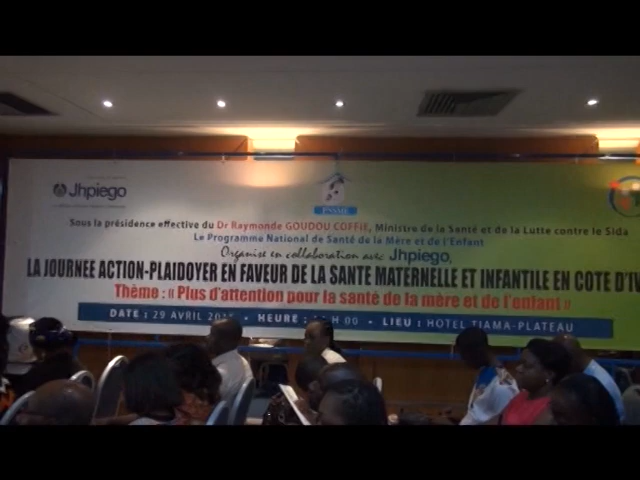 Jhpiego
PNSME
Sous la présidence effective du Dr Raymonde GOUDOU COFFIE, Ministre de la Santé et de la Lutte contre le Sida
Le Programme National de Santé de la Mère et de l'Enfant
Organise en collaboration avec Jhpiego,
LA JOURNEE ACTION-PLAIDOYER EN FAVEUR DE LA SANTE MATERNELLE ET INFANTILE EN COTE D'IV
Thème : « Plus d'attention pour la santé de la mère et de l'enfant »
DATE : 29 AVRIL • HEURE : H 00 • LIEU : HOTEL TIAMA-PLATEAU